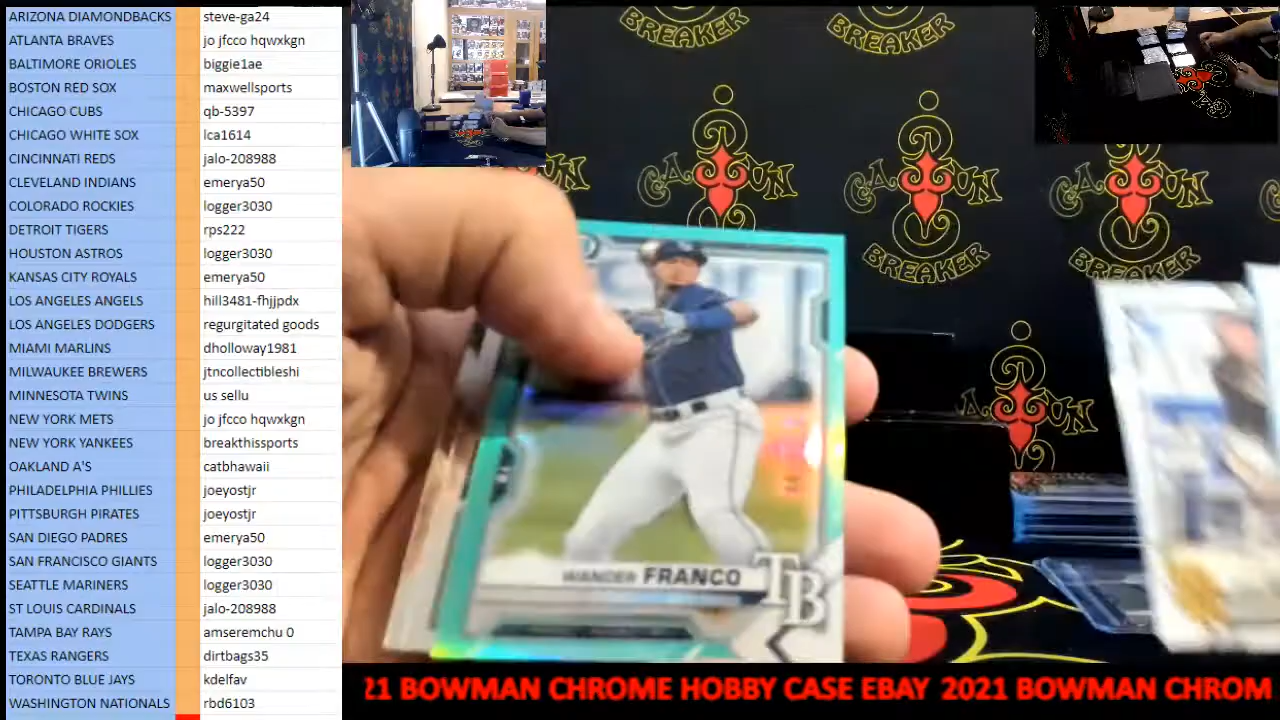 ARIZONA DIAMONDBACKS steve-ga24
ATLANTA BRAVES jo jfcco hqwxkgn
BALTIMORE ORIOLES biggie1ae
BOSTON RED SOX maxwellsports
CHICAGO CUBS qb-5397
CHICAGO WHITE SOX lca1614
CINCINNATI REDS jalo-208988
CLEVELAND INDIANS emerya50
COLORADO ROCKIES logger3030
DETROIT TIGERS rps222
HOUSTON ASTROS logger3030
KANSAS CITY ROYALS emerya50
LOS ANGELES ANGELS hill3481-fhjjpdx
LOS ANGELES DODGERS regurgitated goods
MIAMI MARLINS dholloway1981
MILWAUKEE BREWERS jtncollectibleshi
MINNESOTA TWINS us sellu
NEW YORK METS jo jfcco hqwxkgn
NEW YORK YANKEES breakthissports
OAKLAND A'S catbhawaii
PHILADELPHIA PHILLIES joeyostjr
PITTSBURGH PIRATES joeyostjr
SAN DIEGO PADRES emerya50
SAN FRANCISCO GIANTS logger3030
SEATTLE MARINERS logger3030
ST LOUIS CARDINALS jalo-208988
TAMPA BAY RAYS amseremchu 0
TEXAS RANGERS dirtbags35
TORONTO BLUE JAYS kdelfav
WASHINGTON NATIONALS rbd6103
BREAKER
BREAKER
CAJUN
BREAKER
CAJUN
BREAKER
CAJUN
BREAKER
WANDER FRANCO
TB
21 BOWMAN CHROME HOBBY CASE EBAY 2021 BOWMAN CHROM